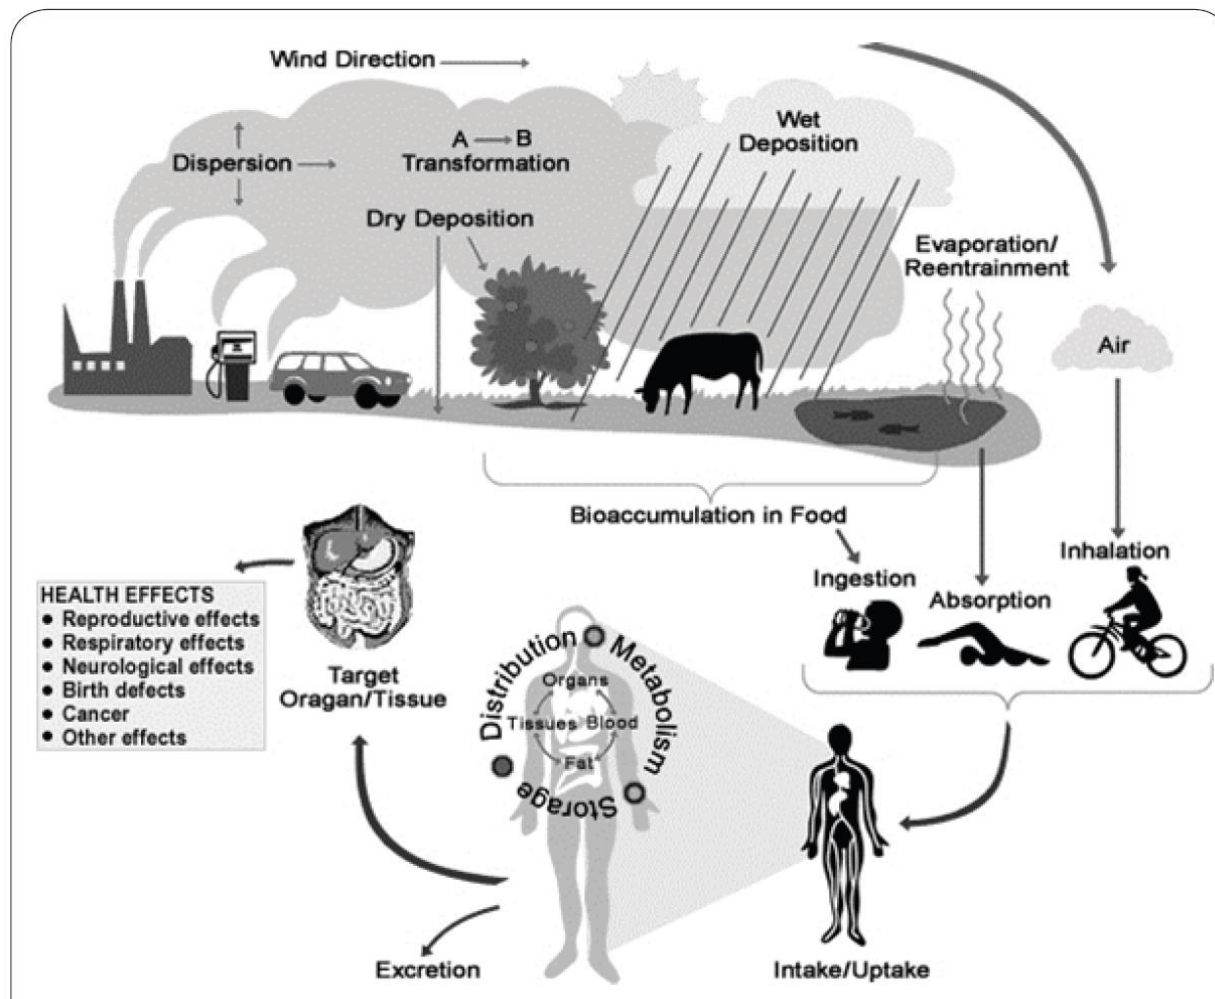 Wind Direction
Wet
Deposition
A B
Dispersion
Transformation
Dry Deposition
Evaporation/
Reentrainment
Air
Bioaccumulation in Food
Inhalation
Ingestion
Absorption
HEALTH EFFECTS
● Reproductive effects
● Respiratory effects
● Neurological effects
● Birth defects
● Cancer
● Other effects
Target
Oragan/Tissue
Distribution
Metabolism
Storage
Organs
Tissues Blood
Fat
Excretion
Intake/Uptake